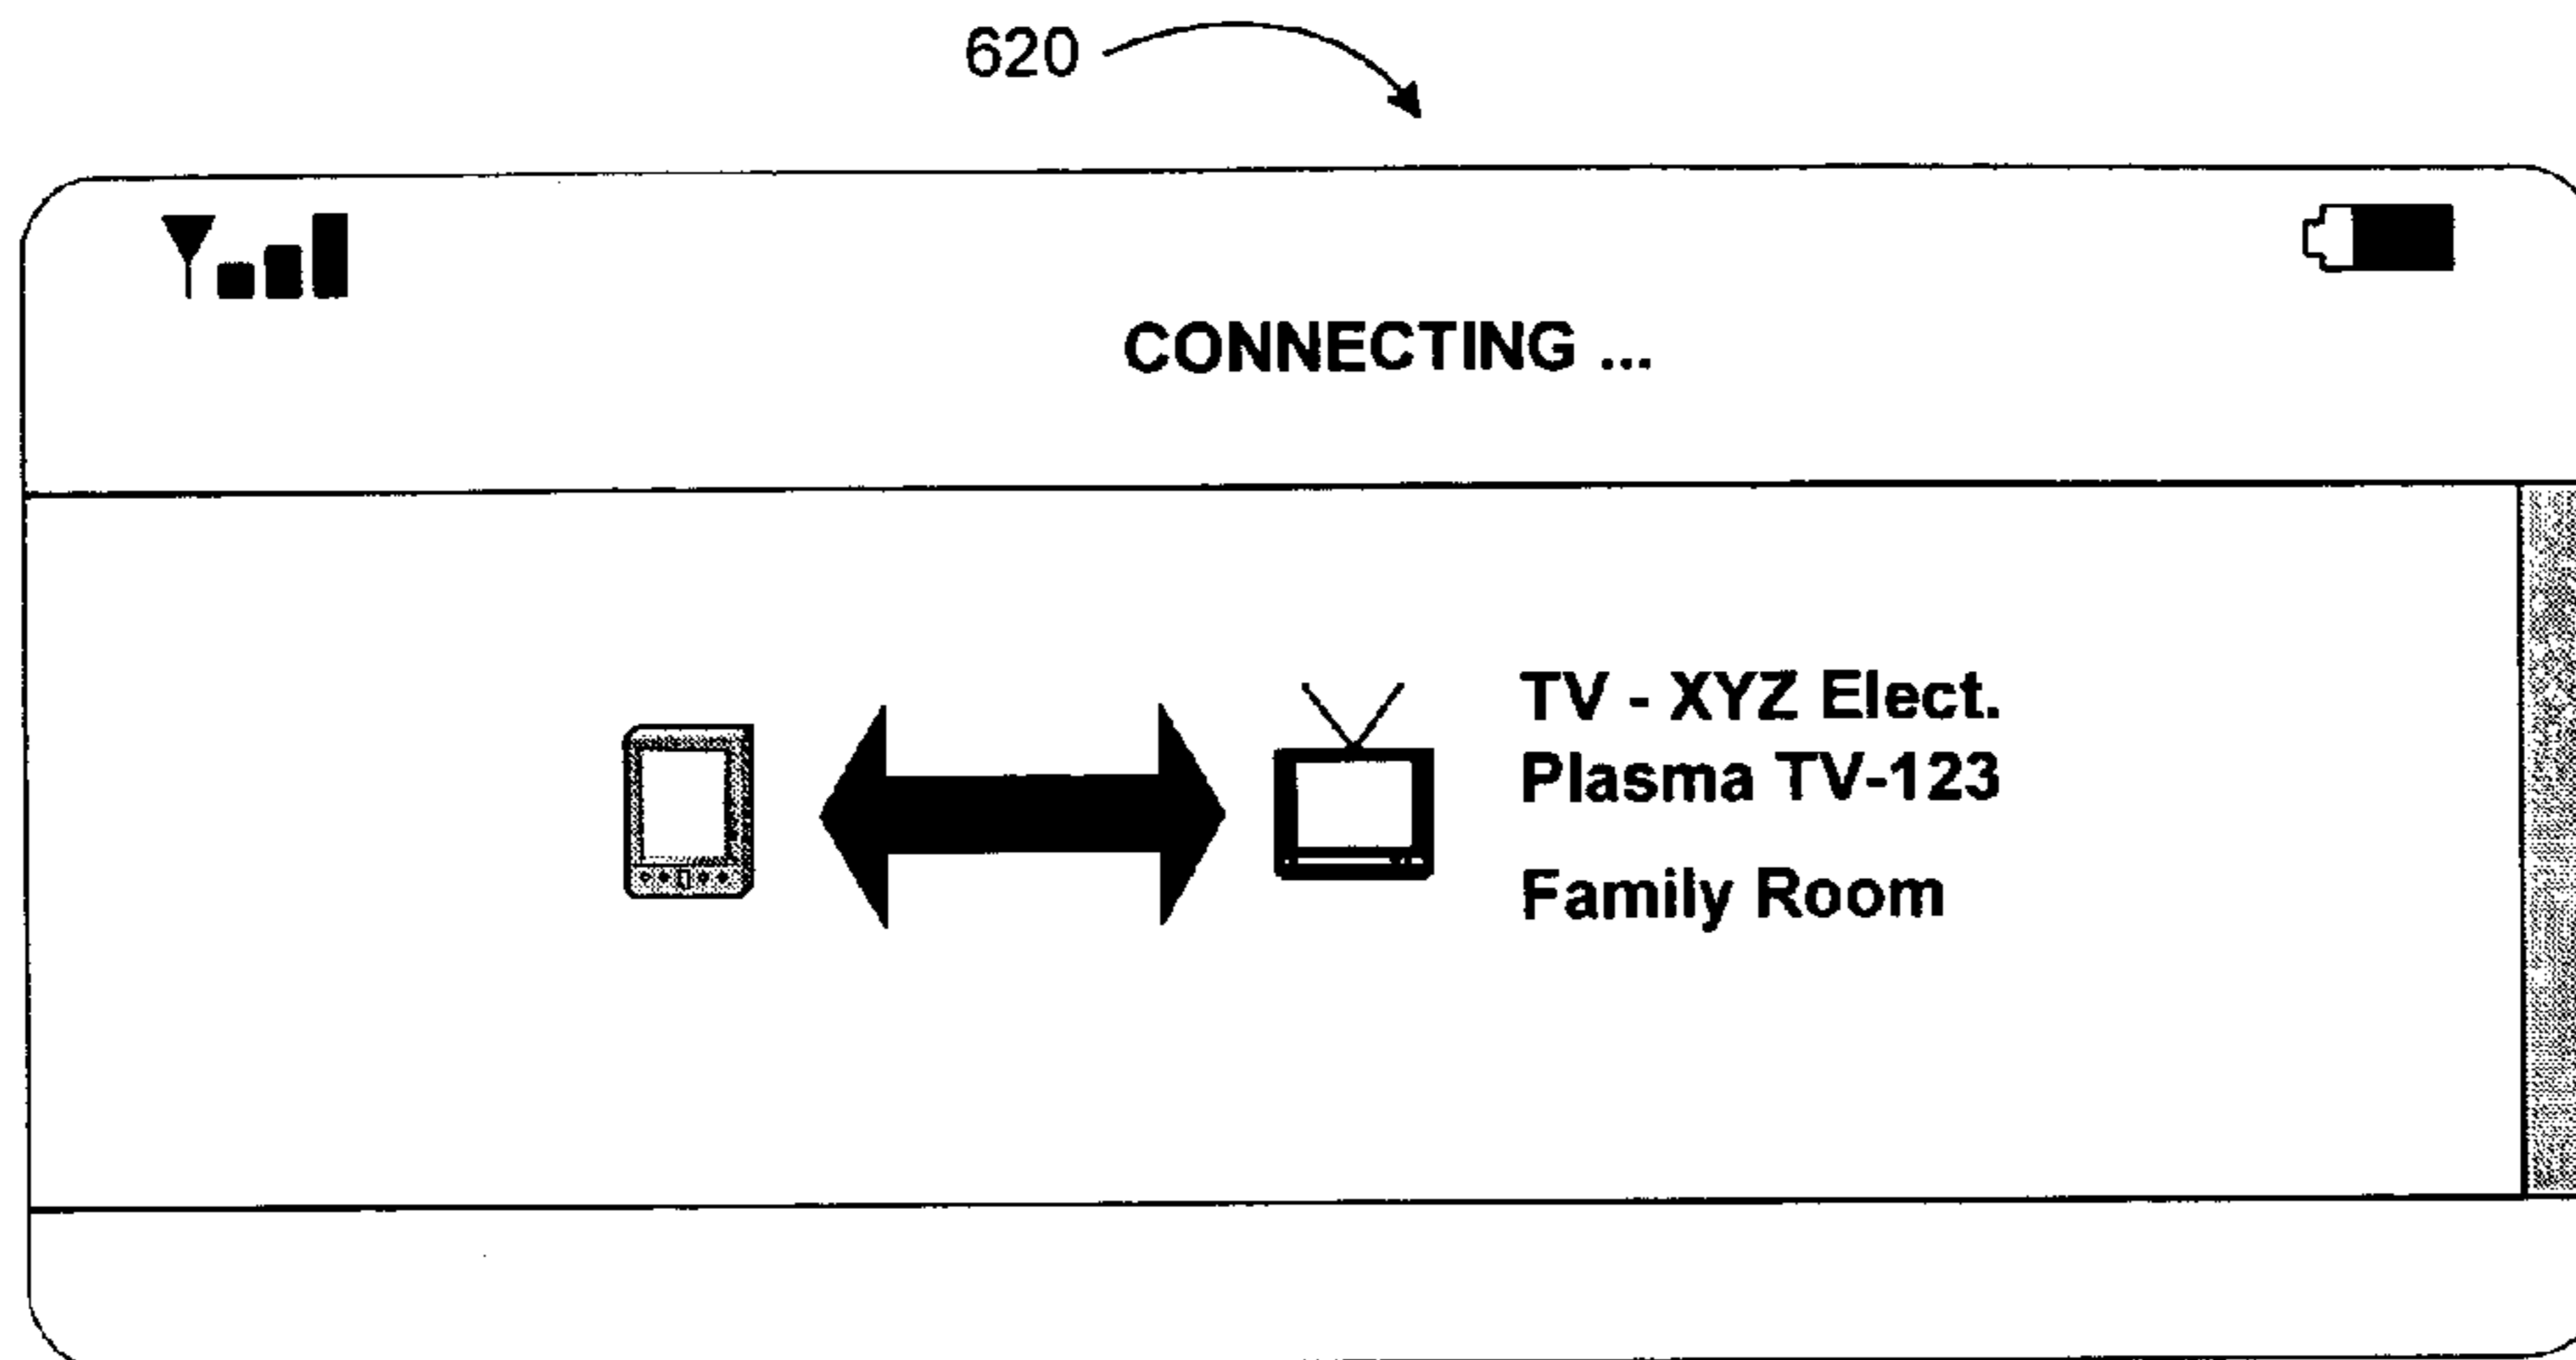 620
CONNECTING ...
TV - XYZ Elect.
Plasma TV-123
Family Room